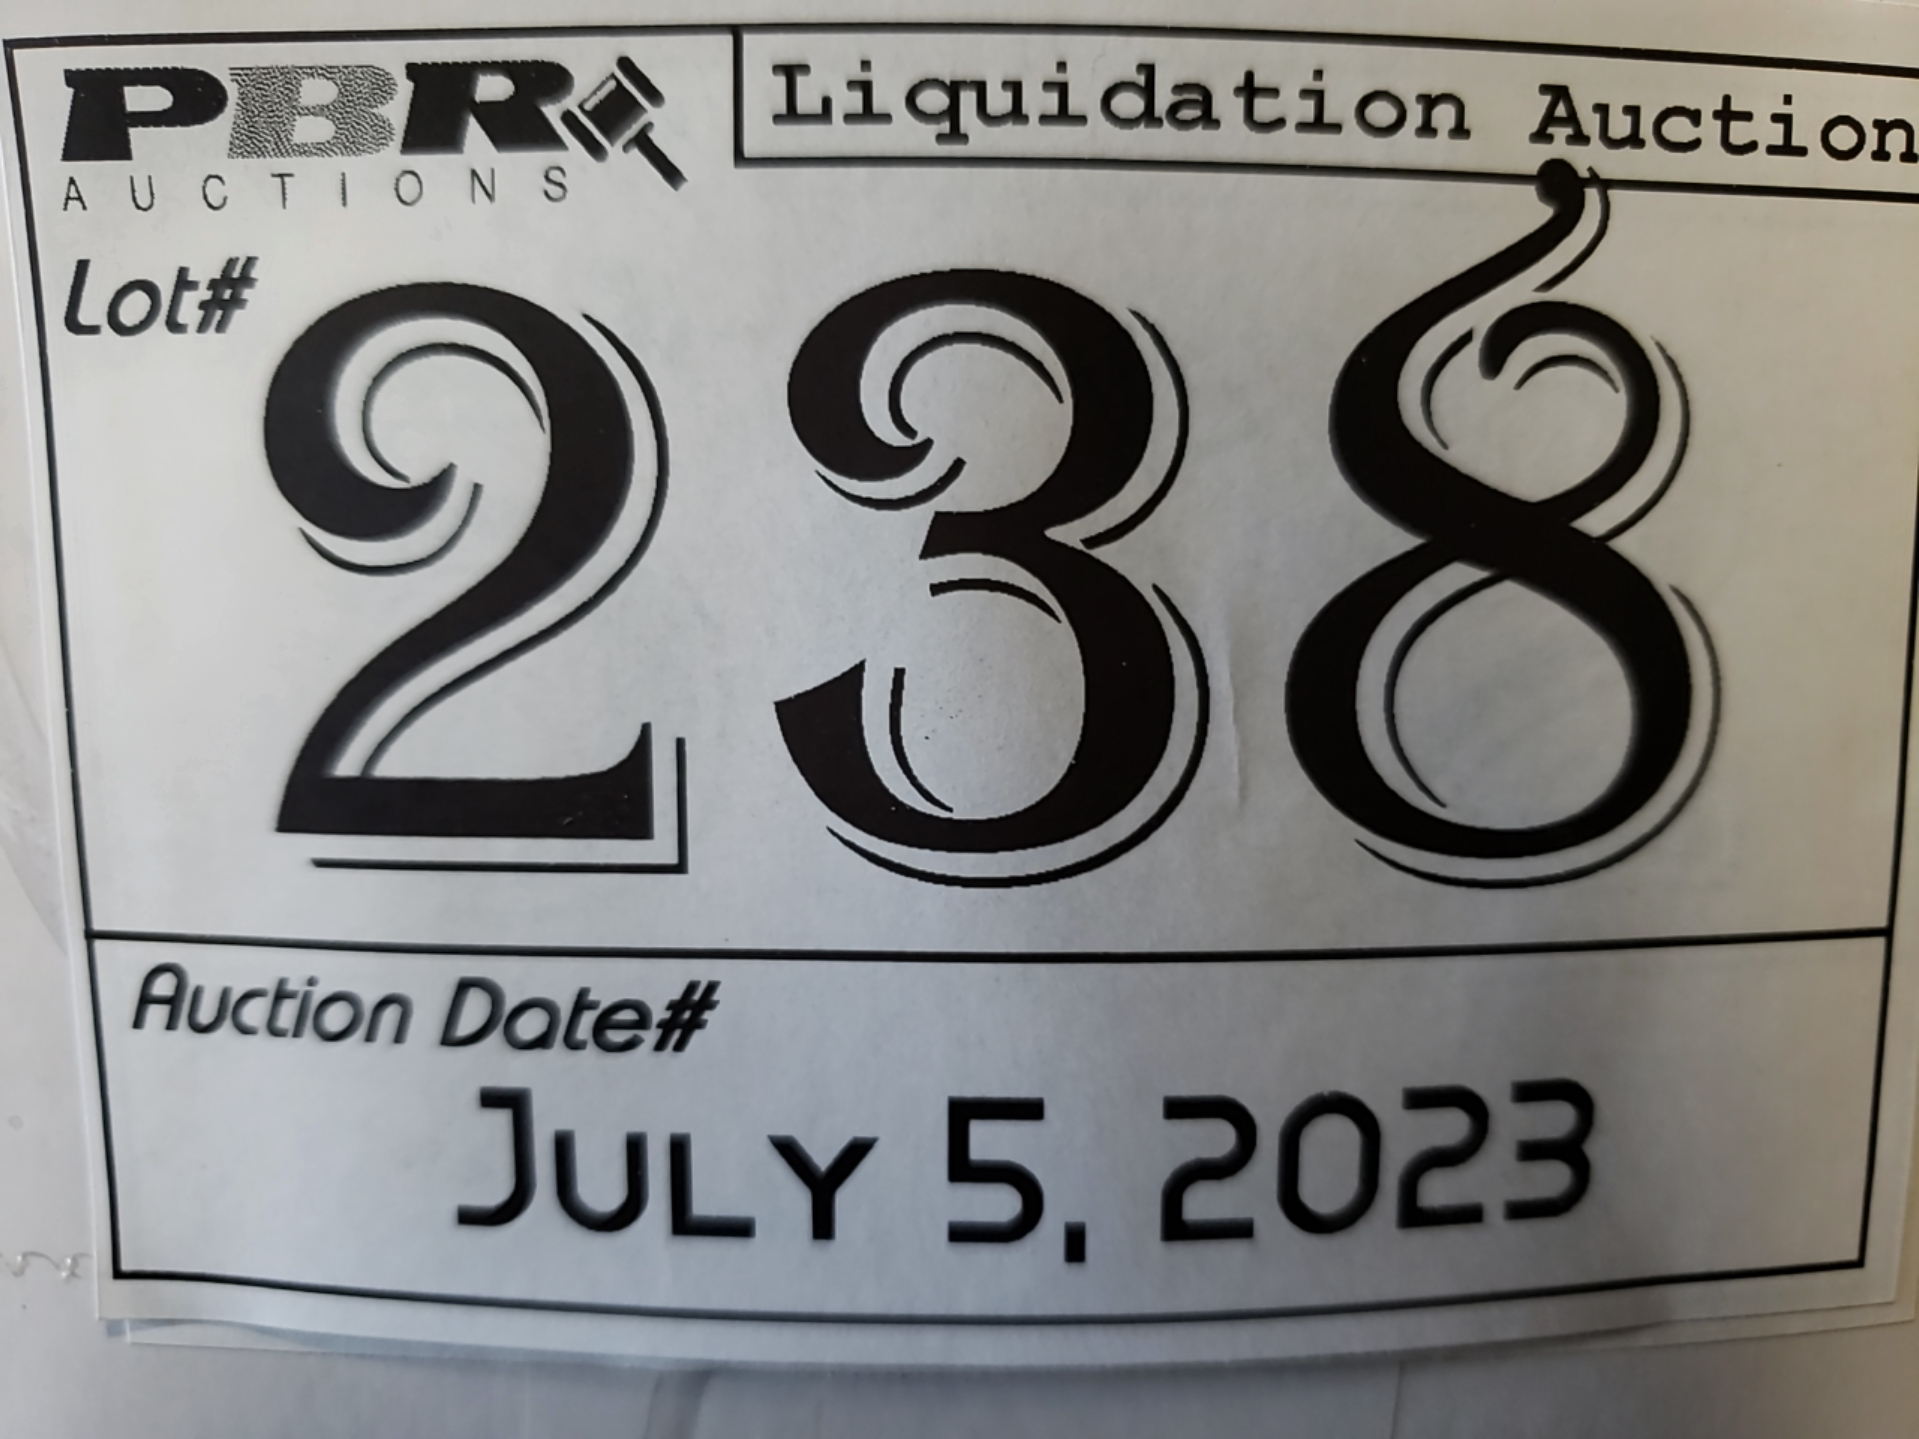 PBR
AUCTIONS
Liquidation Auction
Lot#
238
Auction Date#
JULY 5, 2023